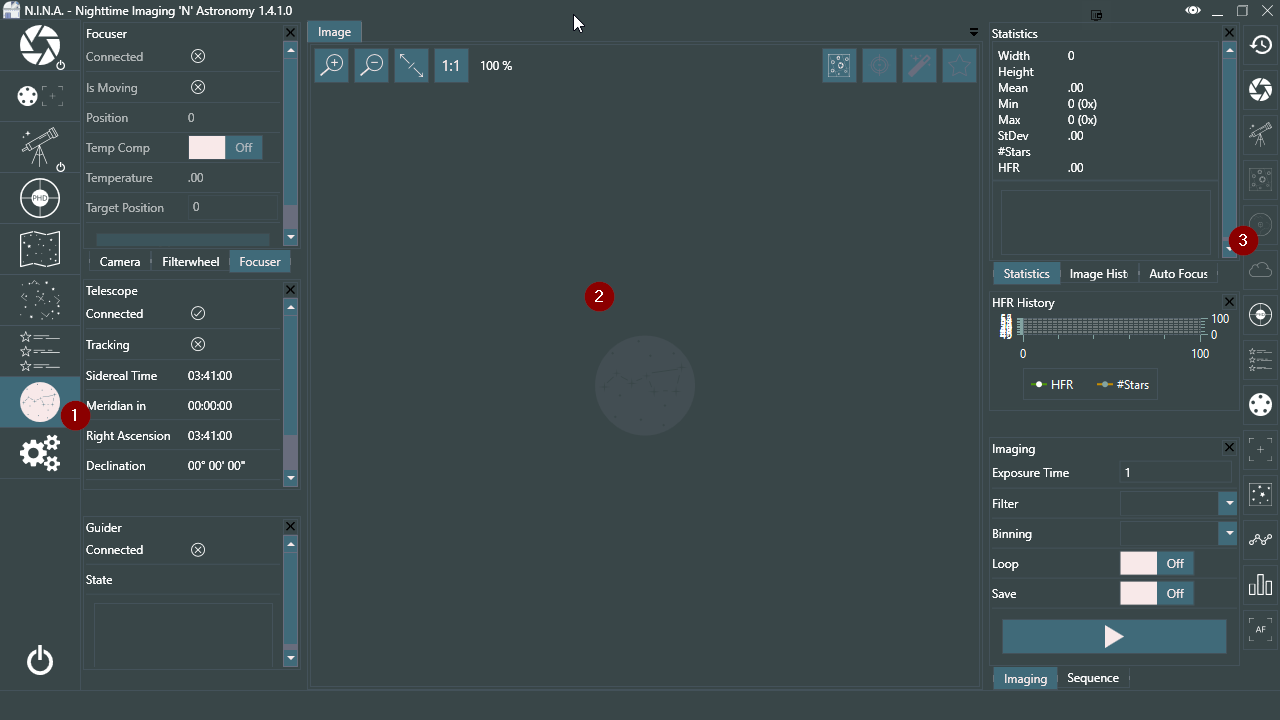 N.I.N.A. - Nighttime Imaging 'N' Astronomy 1.4.1.0
Focuser
Connected
Is Moving
Position 0
Temp Comp Off
Temperature .00
Target Position 0
Camera Filterwheel Focuser
Telescope
Connected
Tracking
Sidereal Time 03:41:00
Meridian in 00:00:00
Right Ascension 03:41:00
Declination 00° 00' 00"
Guider
Connected
State
PHD
1
Image
1:1 100 %
2
Statistics
Width 0
Height
Mean .00
Min 0 (0x)
Max 0 (0x)
StDev .00
#Stars
HFR .00
3
Statistics Image Hist Auto Focus
HFR History
100
0
0 100
HFR #Stars
Imaging
Exposure Time 1
Filter
Binning
Loop Off
Save Off
Imaging Sequence
AF